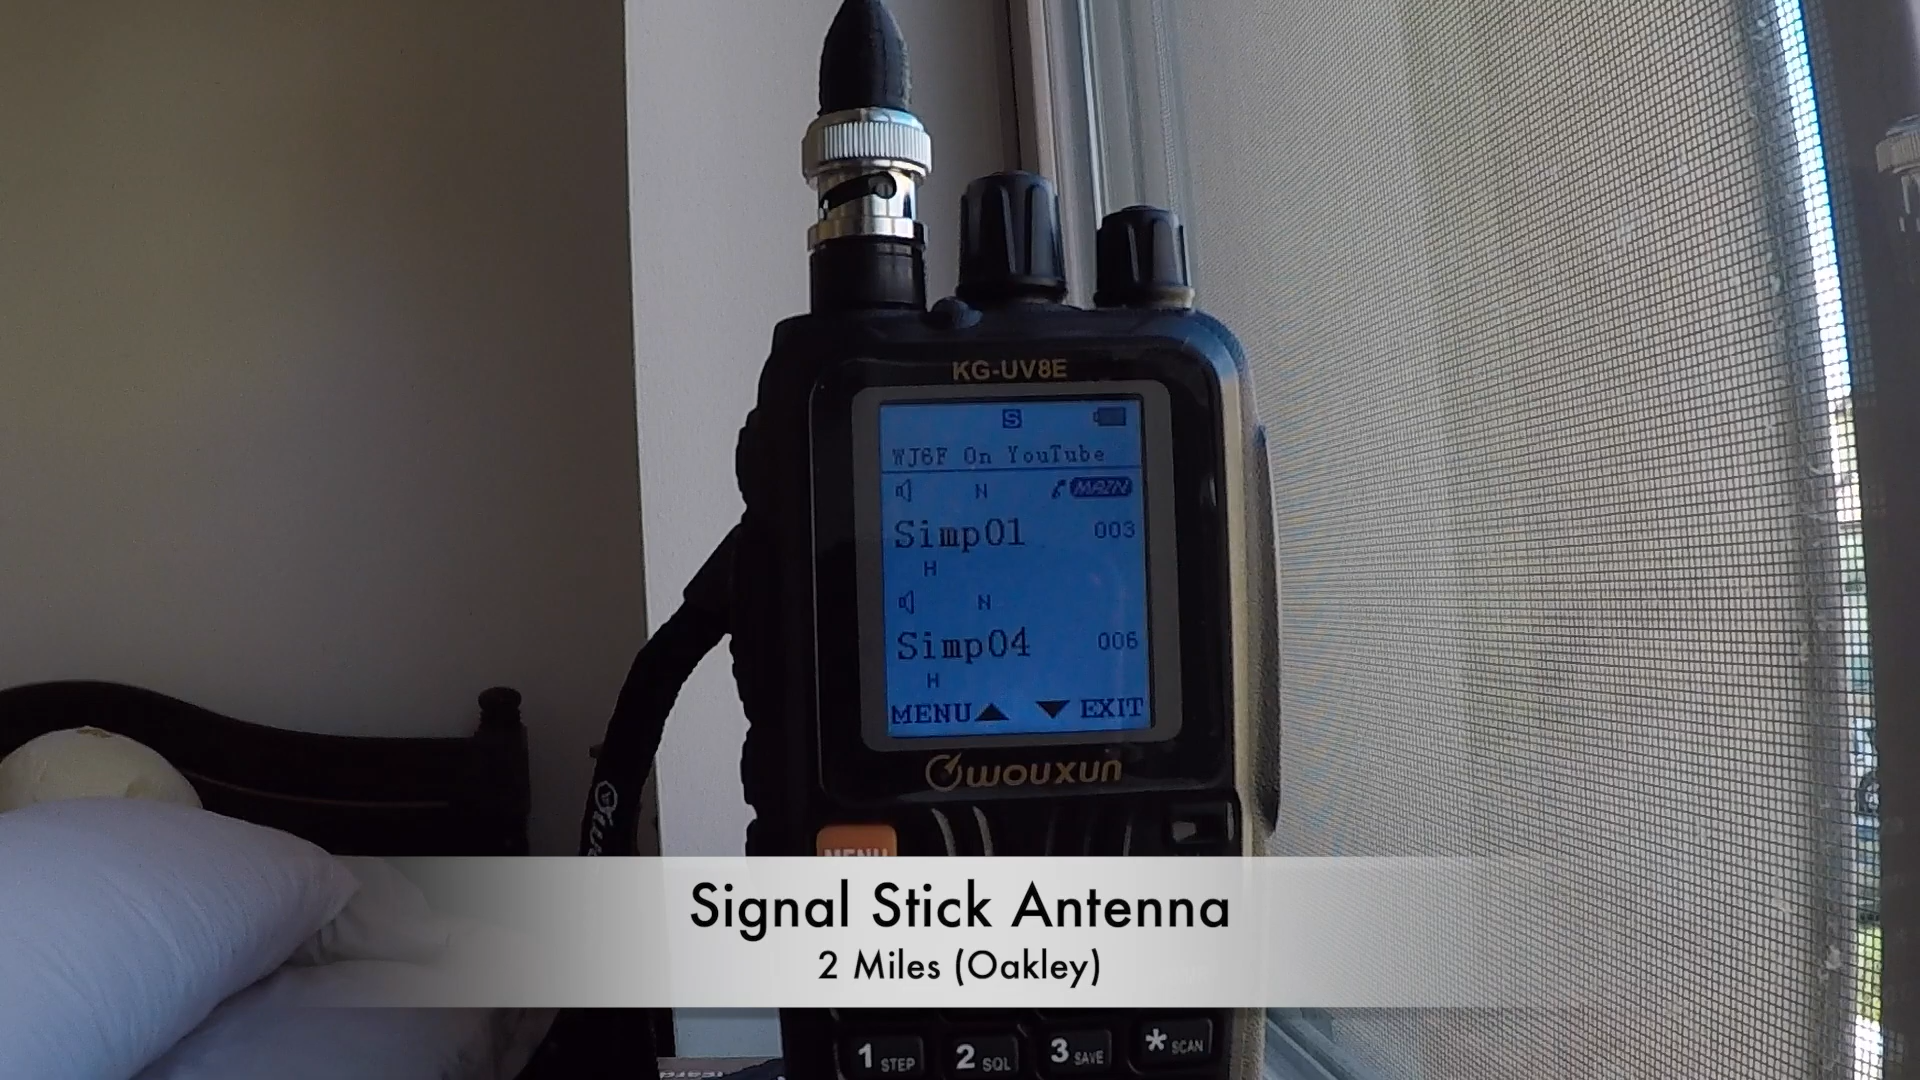 KG-UV8E
S
WJ6F On YouTube
N MAIN
Simp01 003
H
N
Simp04 006
H
MENU EXIT
wouxun
MENU
Signal Stick Antenna
2 Miles (Oakley)
1 STEP 2 SQL 3 SAVE * SCAN